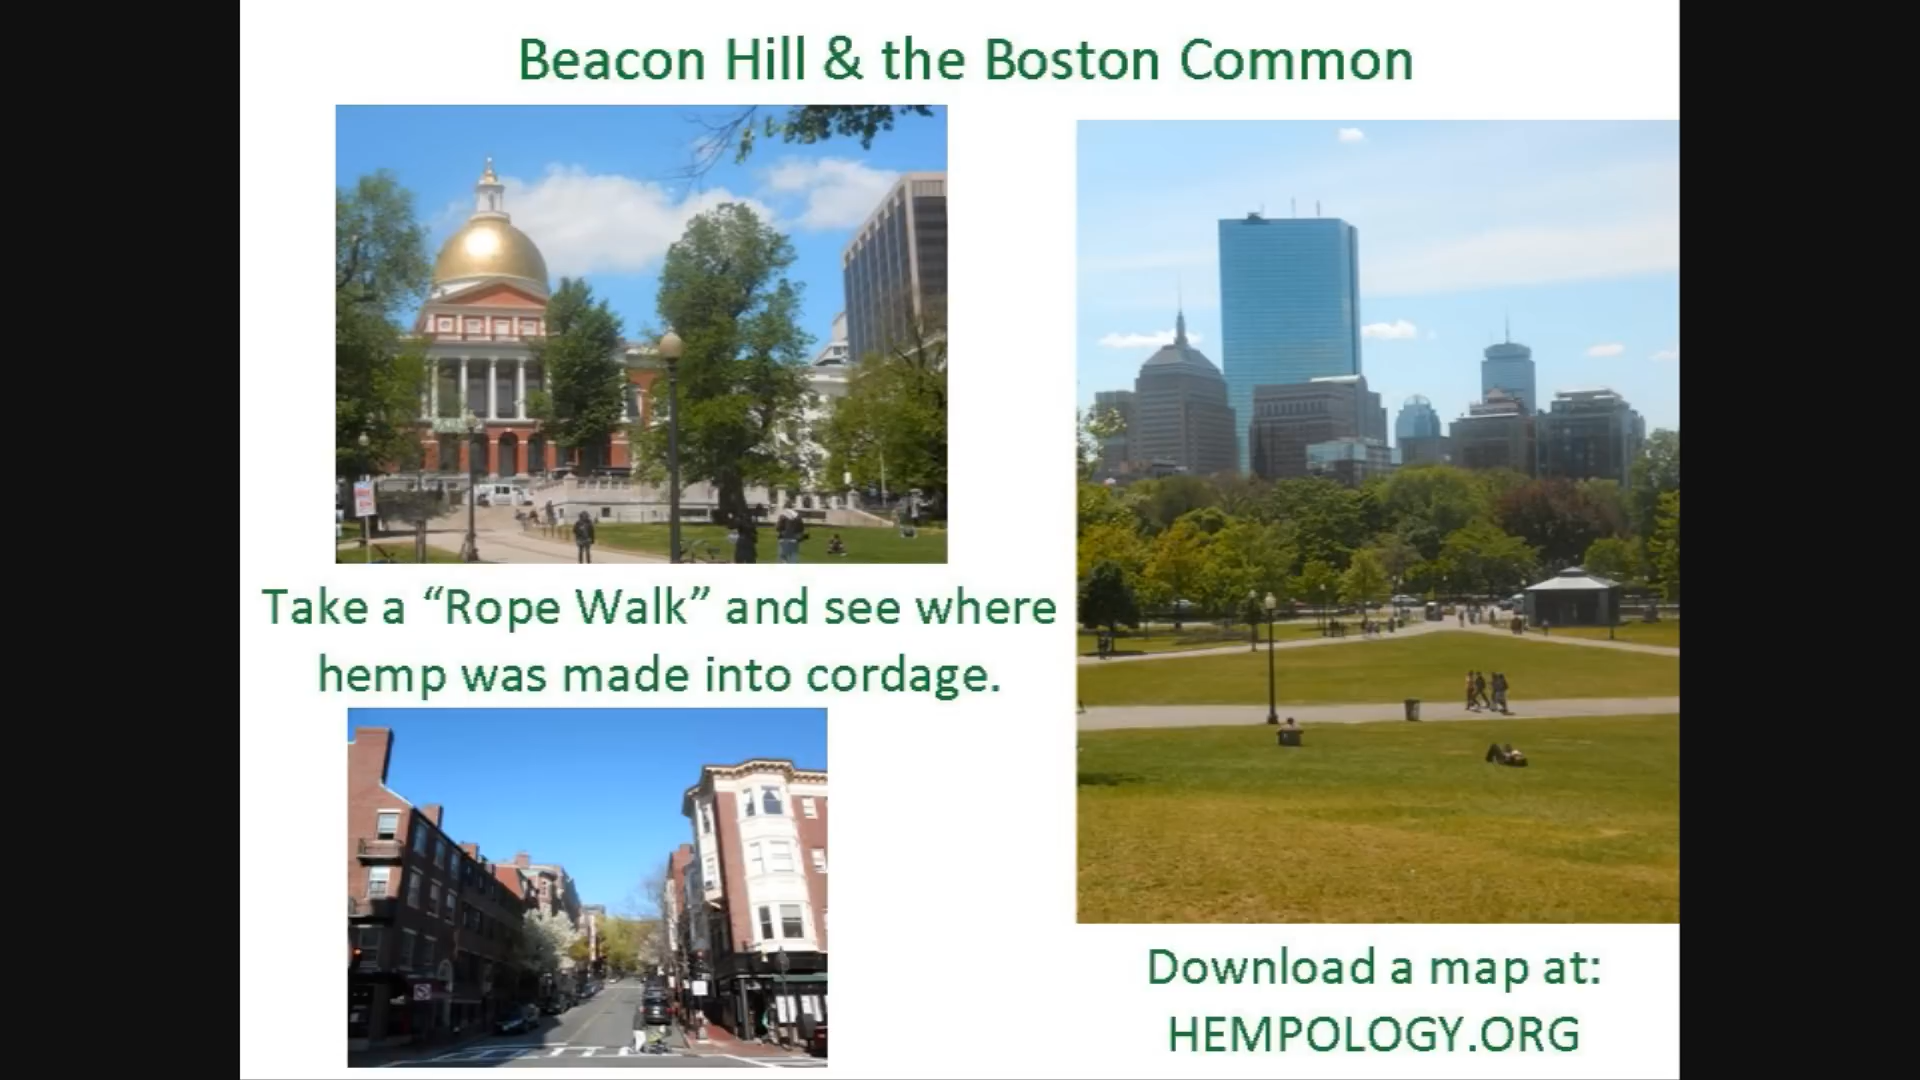 Beacon Hill & the Boston Common
Take a “Rope Walk” and see where
hemp was made into cordage.
Download a map at:
HEMPOLOGY.ORG